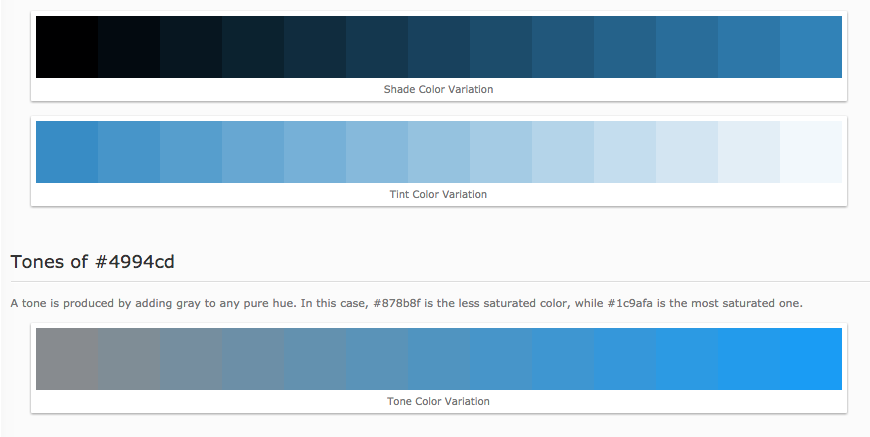 Shade Color Variation
Tint Color Variation
Tones of #4994cd
A tone is produced by adding gray to any pure hue. In this case, #878b8f is the less saturated color, while #1c9afa is the most saturated one.
Tone Color Variation